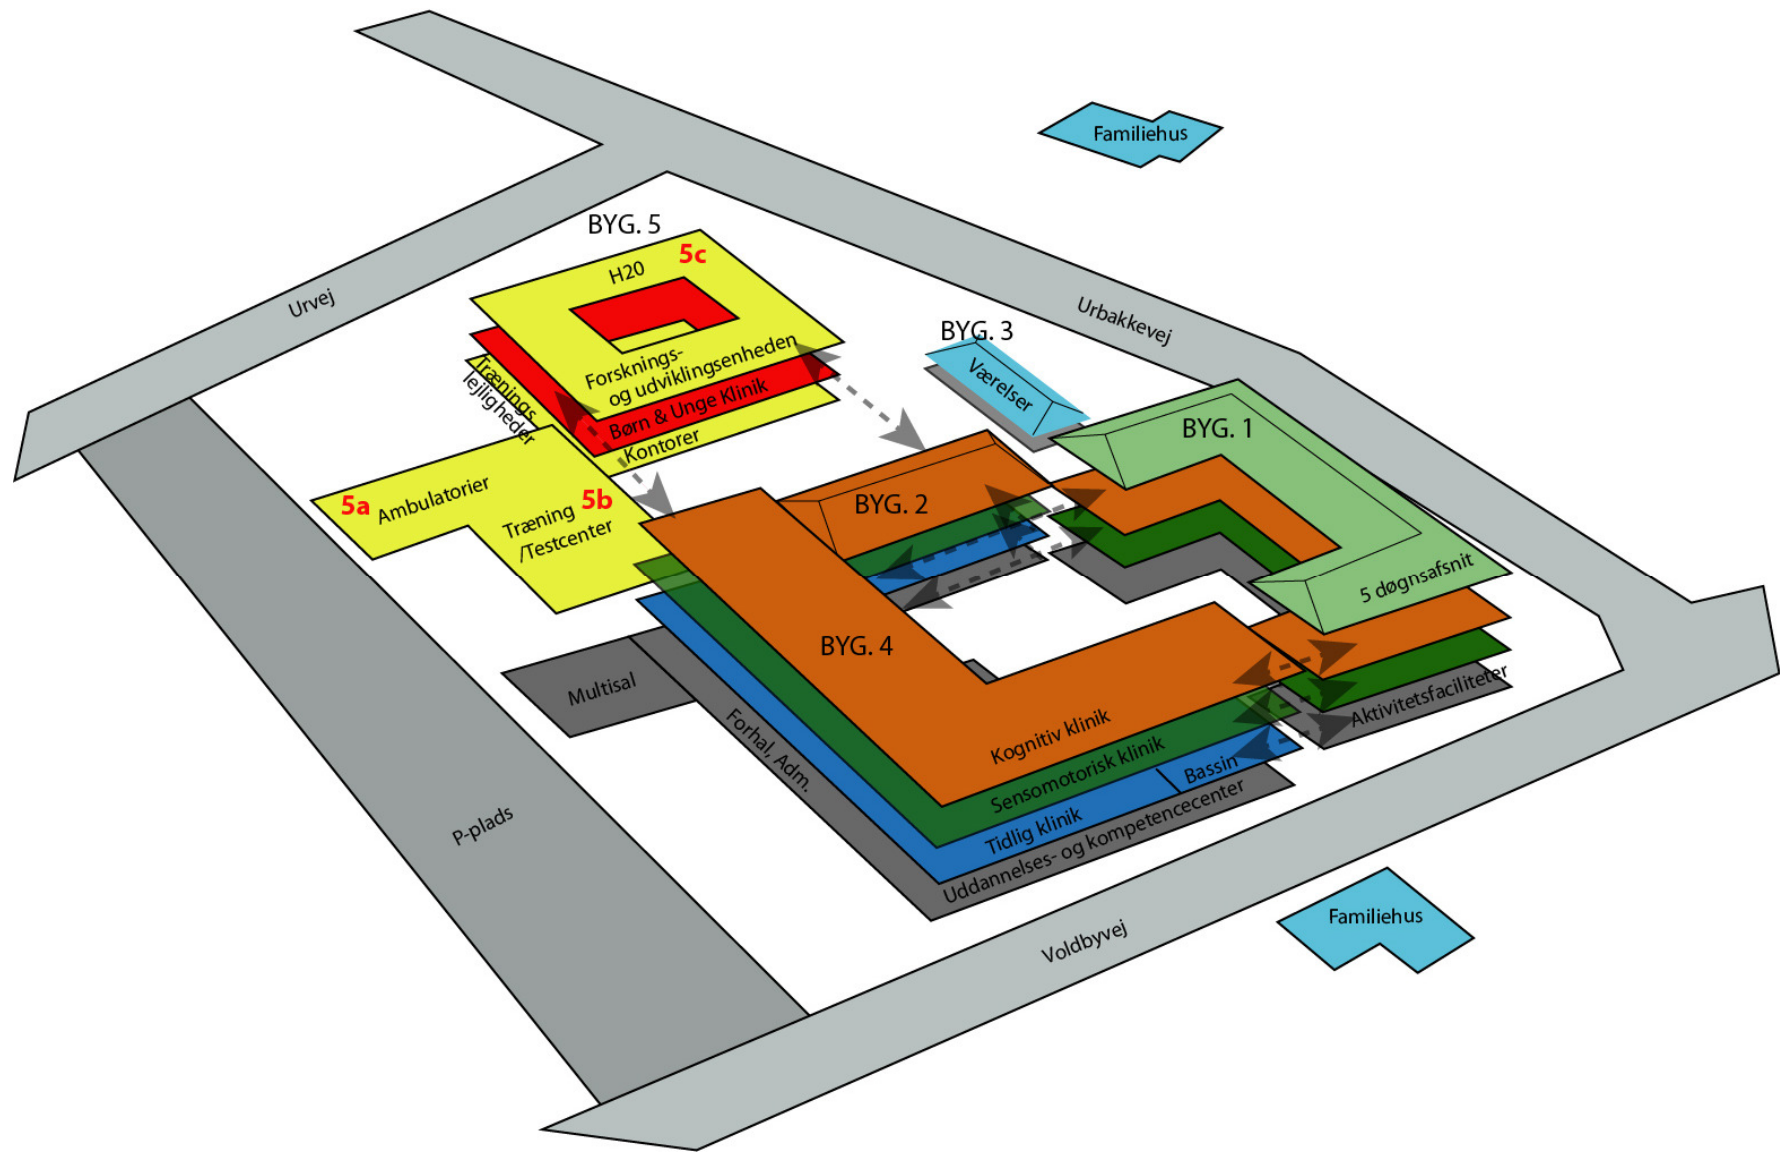 Familiehus
BYG. 5
5c
H20
Urvej
Urbakkevej
BYG. 3
Værelser
Forsknings-
og udviklingsenheden
Trænings
lejligheder
Børn & Unge Klinik
Kontorer
BYG. 1
5a
Ambulatorier
5b
Træning
/Testcenter
BYG. 2
5 døgnsafsnit
BYG. 4
Multisal
Forhal, Adm.
Kognitiv klinik
Aktivitetsfaciliteter
Sensomotorisk klinik
Bassin
Tidlig klinik
Uddannelses- og kompetencecenter
P-plads
Voldbyvej
Familiehus